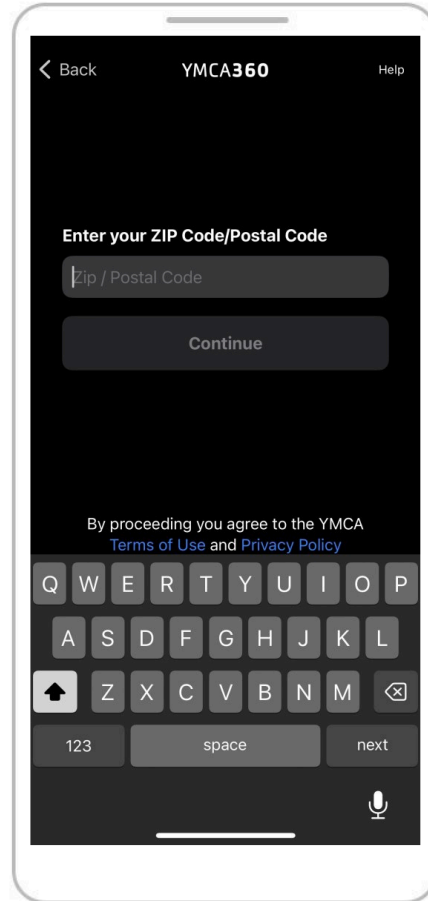 Back YMCA360 Help
Enter your ZIP Code/Postal Code
Zip / Postal Code
Continue
By proceeding you agree to the YMCA
Terms of Use and Privacy Policy
Q W E R T Y U I O P
A S D F G H J K L
Z X C V B N M
123 space next